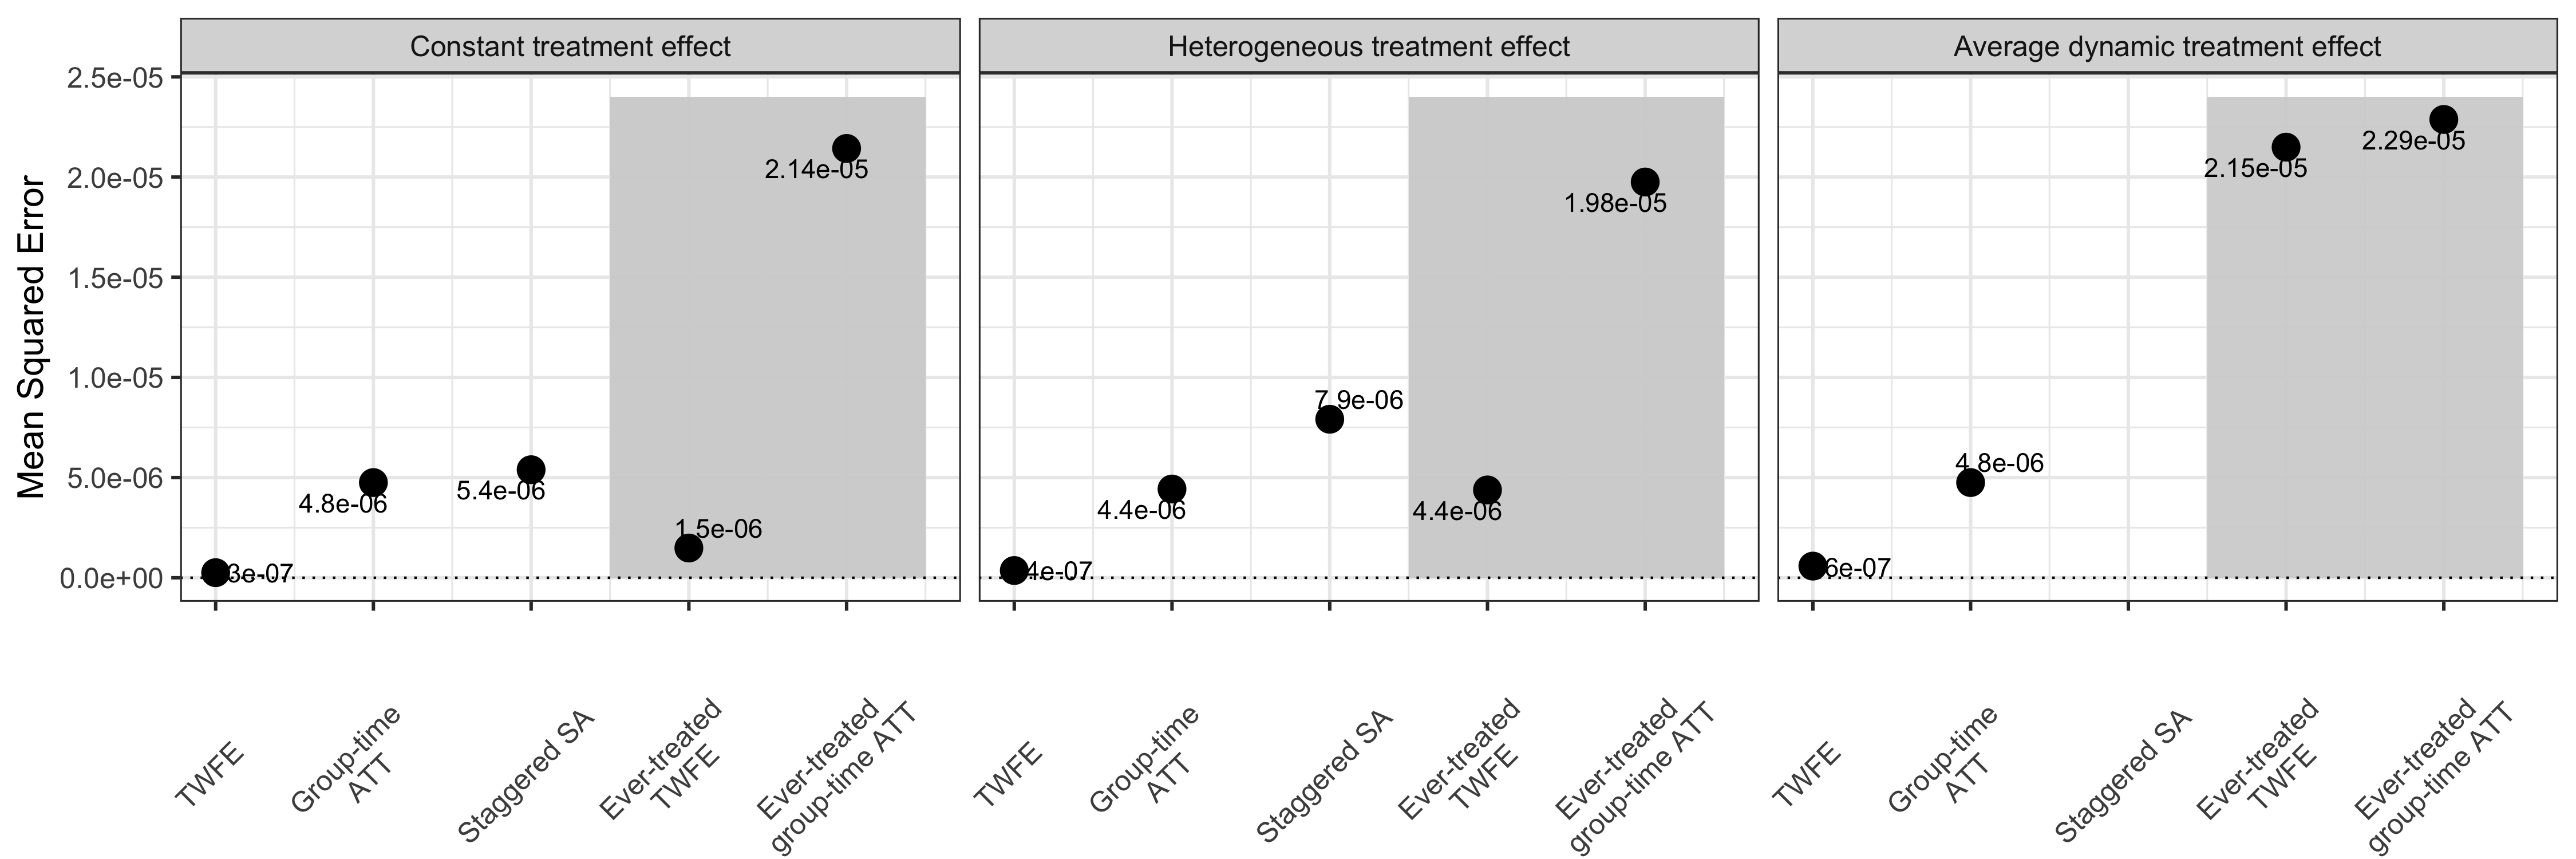 Constant treatment effect
Heterogeneous treatment effect
Average dynamic treatment effect
Mean Squared Error
2.5e-05
2.0e-05
1.5e-05
1.0e-05
5.0e-06
0.0e+00
3e-07
4.8e-06
5.4e-06
1.5e-06
2.14e-05
4e-07
4.4e-06
7.9e-06
4.4e-06
1.98e-05
6e-07
4.8e-06
2.15e-05
2.29e-05
TWFE
Group-time
ATT
Staggered SA
Ever-treated
TWFE
Ever-treated
group-time ATT
TWFE
Group-time
ATT
Staggered SA
Ever-treated
TWFE
Ever-treated
group-time ATT
TWFE
Group-time
ATT
Staggered SA
Ever-treated
TWFE
Ever-treated
group-time ATT